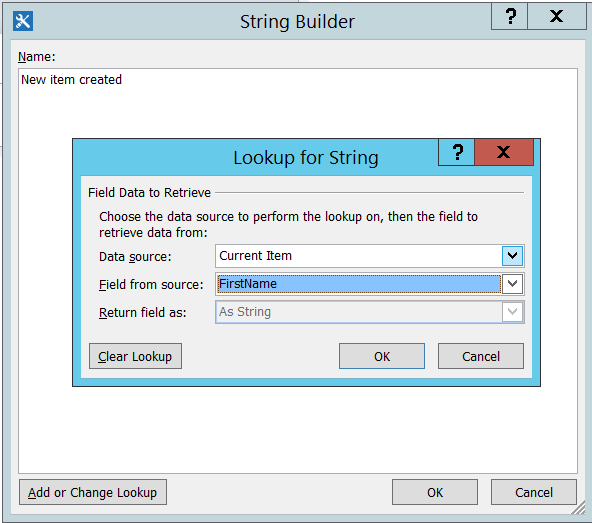 String Builder
?
X
Name:
New item created
Lookup for String
?
X
Field Data to Retrieve
Choose the data source to perform the lookup on, then the field to
retrieve data from:
Data source:
Current Item
Field from source:
FirstName
Return field as:
As String
Clear Lookup
OK
Cancel
Add or Change Lookup
OK
Cancel